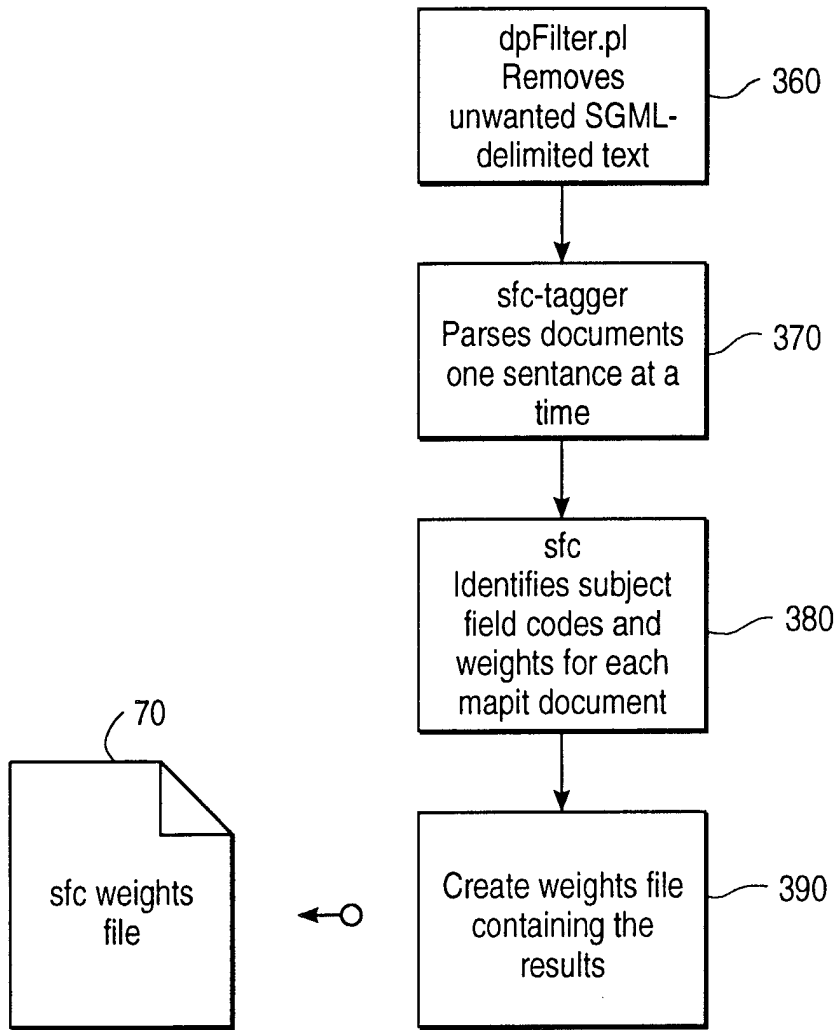 dpFilter.pl
Removes
unwanted SGML-
delimited text
360
sfc-tagger
Parses documents
one sentance at a
time
370
sfc
Identifies subject
field codes and
weights for each
mapit document
380
70
sfc weights
file
Create weights file
containing the
results
390